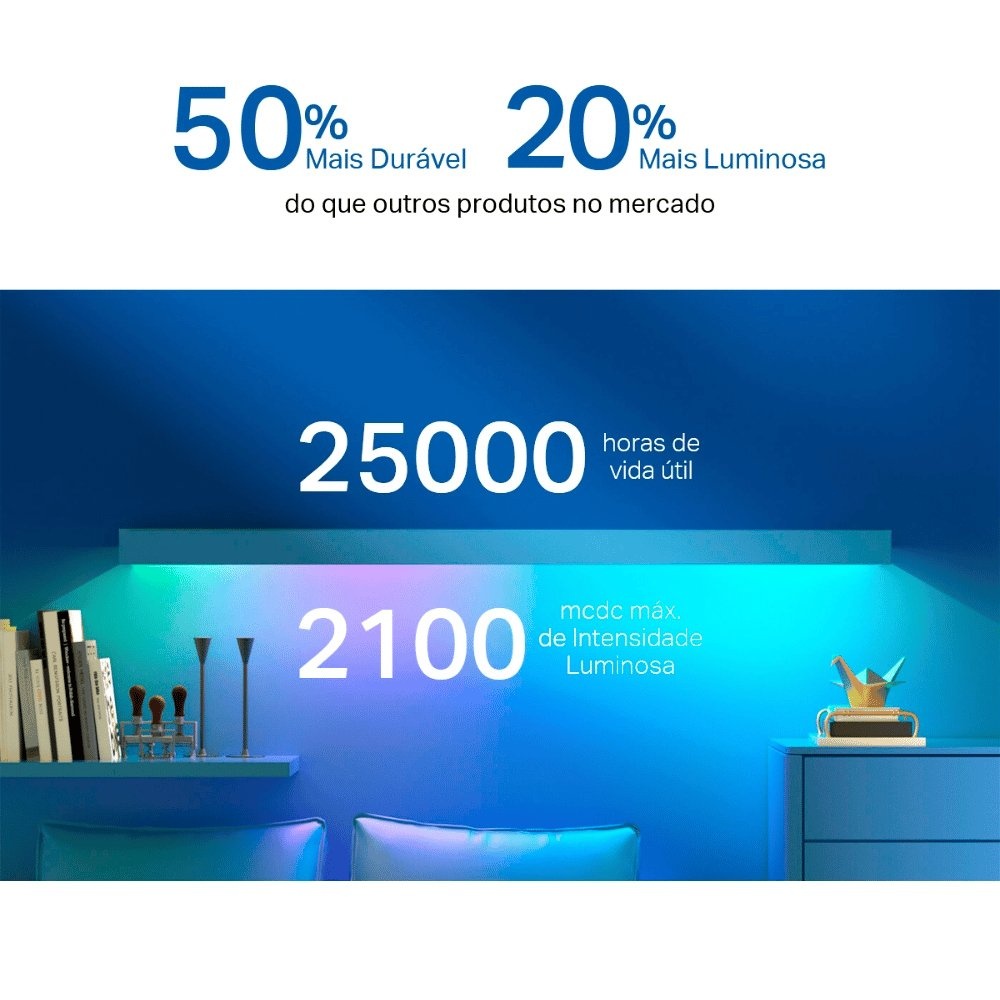 50%
Mais Durável
20%
Mais Luminosa
do que outros produtos no mercado
25000
horas de
vida útil
2100
mcdc máx.
de Intensidade
Luminosa